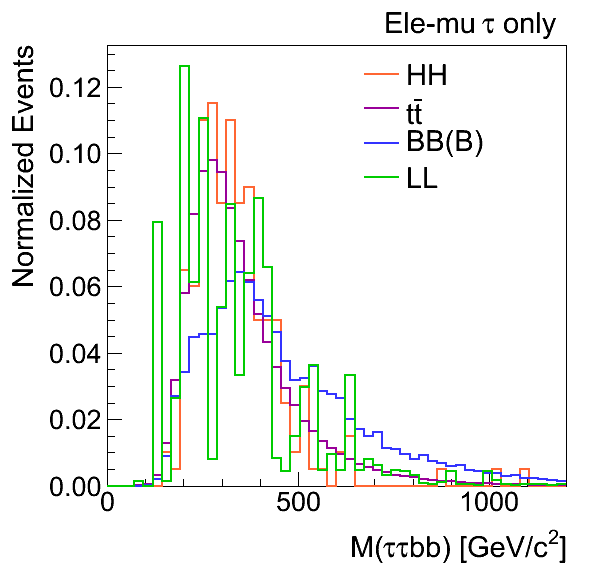 Ele-mu τ only
Normalized Events
0.12
0.10
0.08
0.06
0.04
0.02
0.00
HH
tt̄
BB(B)
LL
0 500 1000
M(ττbb) [GeV/c²]